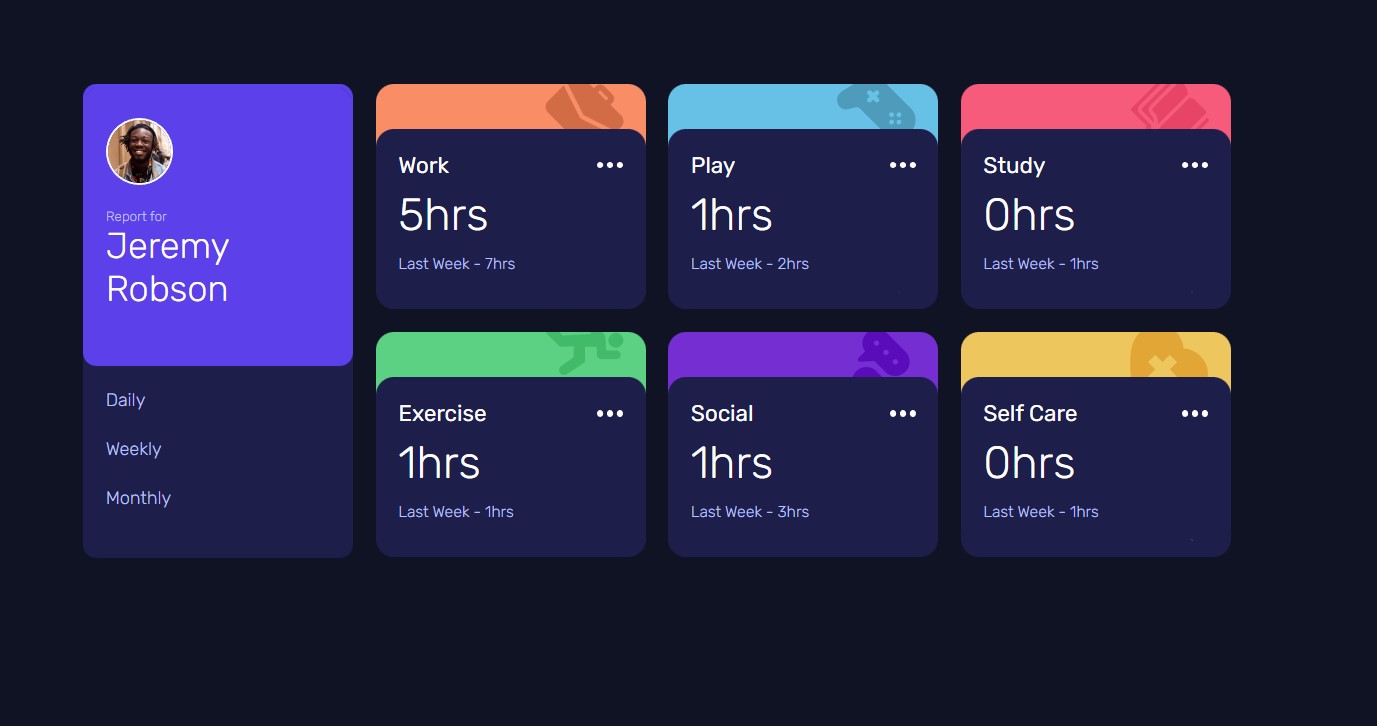 Report for
Jeremy
Robson
Daily
Weekly
Monthly
Work
5hrs
Last Week - 7hrs
Play
1hrs
Last Week - 2hrs
Study
0hrs
Last Week - 1hrs
Exercise
1hrs
Last Week - 1hrs
Social
1hrs
Last Week - 3hrs
Self Care
0hrs
Last Week - 1hrs